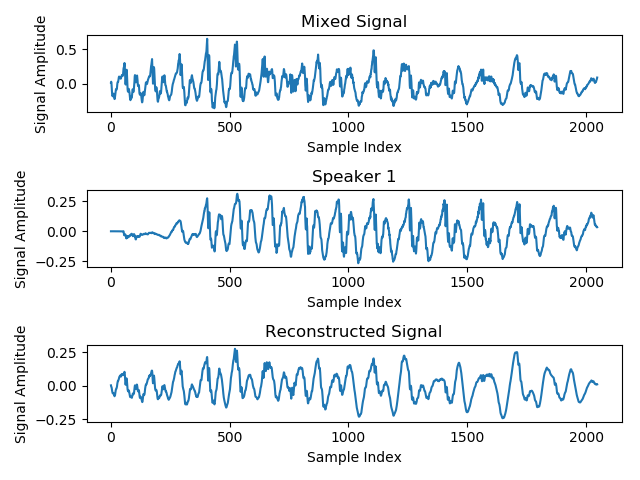 Mixed Signal
Signal Amplitude
0.5
0.0
0 500 1000 1500 2000
Sample Index
Speaker 1
Signal Amplitude
0.25
0.00
−0.25
0 500 1000 1500 2000
Sample Index
Reconstructed Signal
Signal Amplitude
0.25
0.00
−0.25
0 500 1000 1500 2000
Sample Index